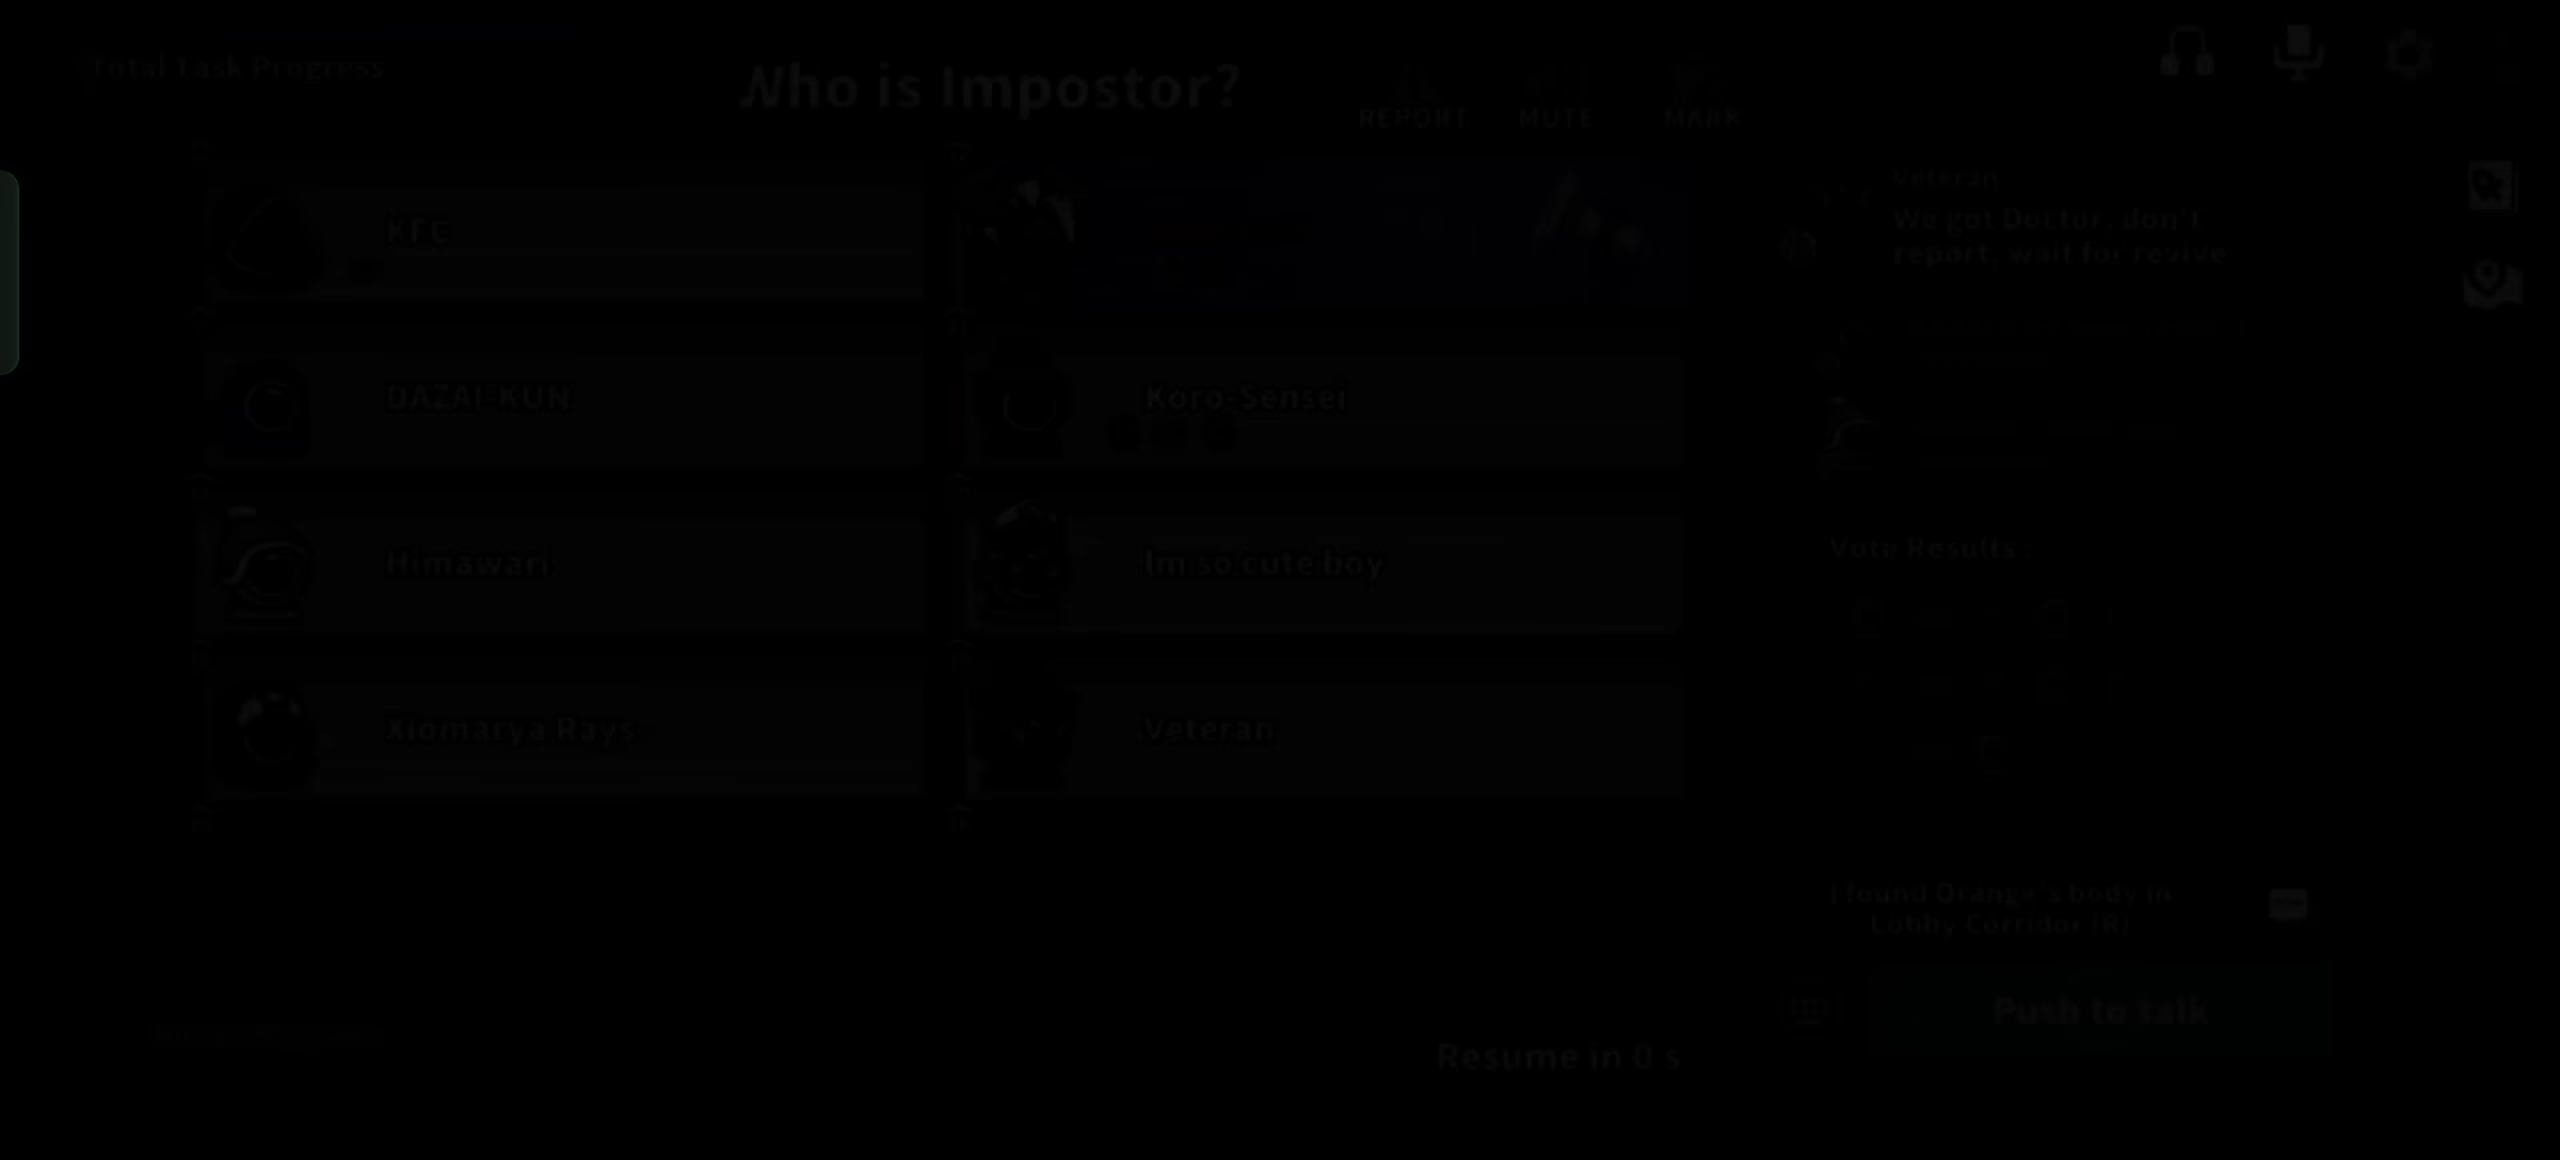 Total Task Progress
Who is Impostor?
REPORT
MUTE
MARK
KFC
DAZAI-KUN
Koro-Sensei
Himawari
Im so cute boy
Xiomarya Rays
Veteran
Veteran
We got Doctor, don't
report, wait for revive
Vote Results :
I found Orange's body in
Lobby Corridor (R)
Push to talk
Resume in 0 s